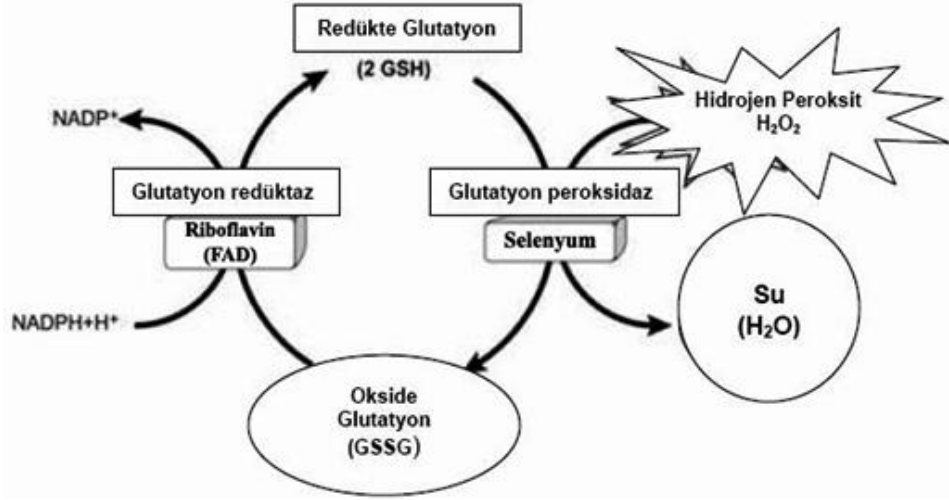 Redükte Glutatyon
(2 GSH)
Hidrojen Peroksit
H₂O₂
NADP⁺
Glutatyon redüktaz
Glutatyon peroksidaz
Riboflavin
(FAD)
Selenyum
Su
(H₂O)
NADPH+H⁺
Okside
Glutatyon
(GSSG)